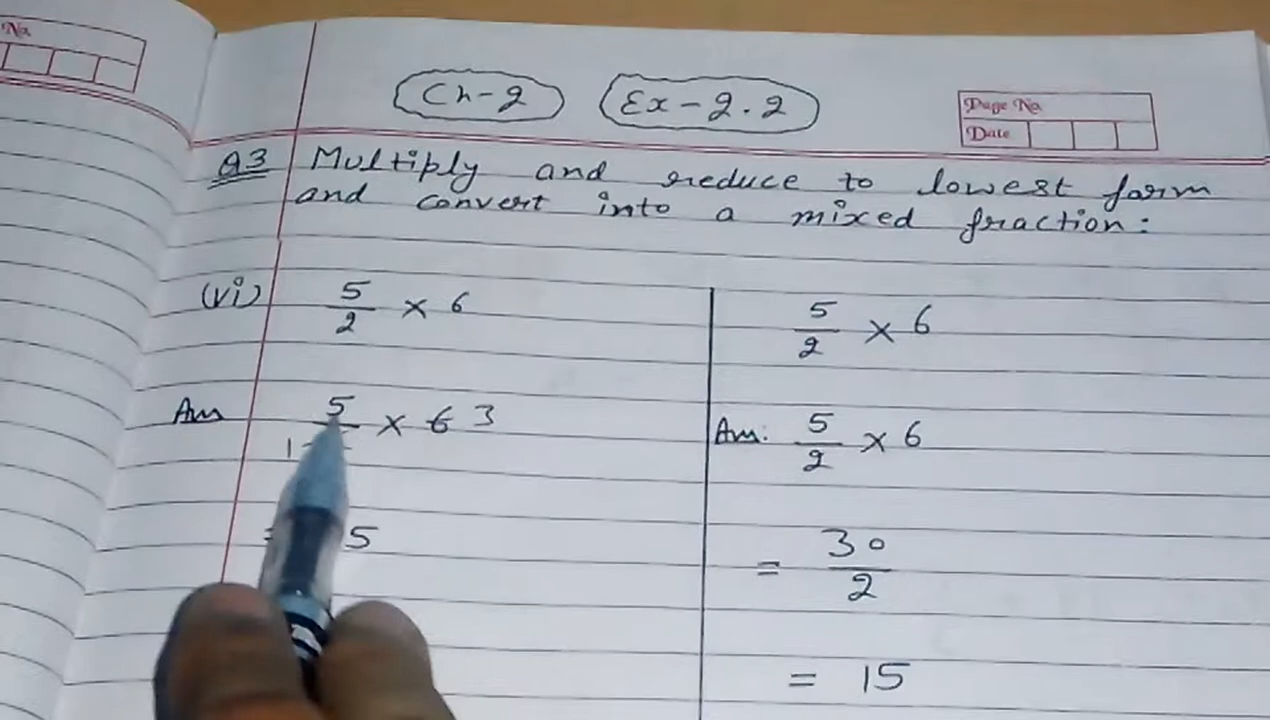 No.
Ch-2 Ex-2.2
Page No.
Date
Q3 Multiply and reduce to lowest form
and convert into a mixed fraction:
(vi) 5/2 × 6
Ans 5/ × 6 3
1
= 5
5/2 × 6
Ans: 5/2 × 6
= 30/2
= 15